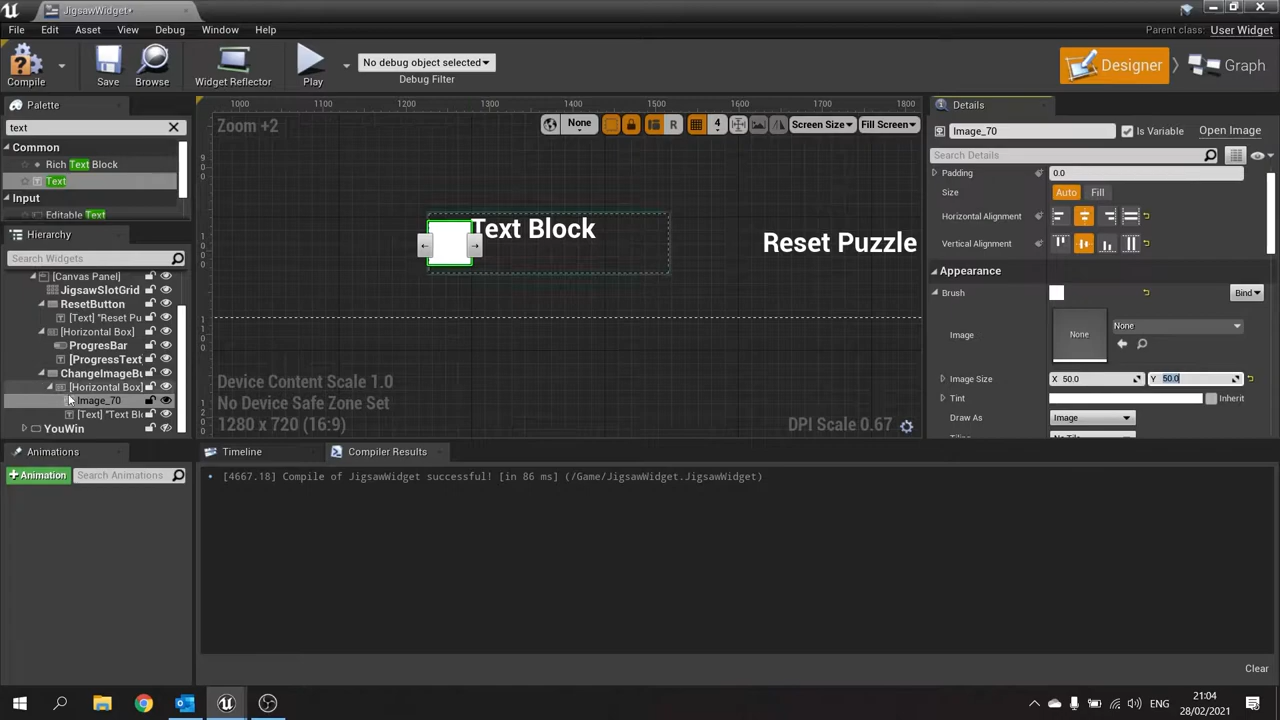 JigsawWidget*
File Edit Asset View Debug Window Help
Parent class: User Widget
Compile Save Browse Widget Reflector Play
No debug object selected
Debug Filter
Designer Graph
Palette
text
Common
Rich Text Block
Text
Input
Editable Text
Hierarchy
Search Widgets
[Canvas Panel]
JigsawSlotGrid
ResetButton
[Text] "Reset Pu
[Horizontal Box]
ProgresBar
[ProgressText
ChangeImageBu
[Horizontal Box]
Image_70
[Text] "Text Bl
YouWin
Animations
Animation Search Animations
1000 1100 1200 1300 1400 1500 1600 1700 1800
Zoom +2
None R 4 Screen Size Fill Screen
Text Block
Reset Puzzle
Device Content Scale 1.0
No Device Safe Zone Set
1280 x 720 (16:9)
DPI Scale 0.67
Timeline Compiler Results
[4667.18] Compile of JigsawWidget successful! [in 86 ms] (/Game/JigsawWidget.JigsawWidget)
Clear
Details
Image_70 Is Variable Open Image
Search Details
Padding 0.0
Size Auto Fill
Horizontal Alignment
Vertical Alignment
Appearance
Brush Bind
Image None None
Image Size X 50.0 Y 50.0
Tint Inherit
Draw As Image
ENG
21:04
28/02/2021